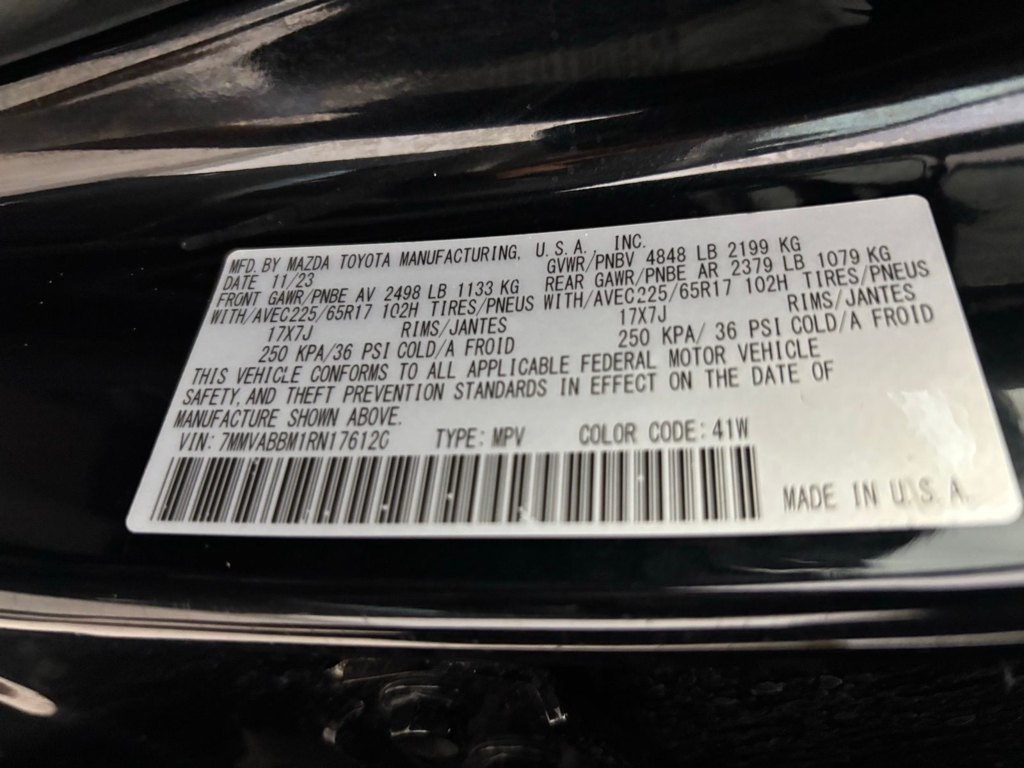 MFD. BY MAZDA TOYOTA MANUFACTURING, U.S.A., INC.
DATE 11/23 GVWR/PNBV 4848 LB 2199 KG
FRONT GAWR/PNBE AV 2498 LB 1133 KG REAR GAWR/PNBE AR 2379 LB 1079 KG
WITH/AVEC225/65R17 102H TIRES/PNEUS WITH/AVEC225/65R17 102H TIRES/PNEUS
17X7J RIMS/JANTES 17X7J RIMS/JANTES
250 KPA/36 PSI COLD/A FROID 250 KPA/ 36 PSI COLD/A FROID
THIS VEHICLE CONFORMS TO ALL APPLICABLE FEDERAL MOTOR VEHICLE
SAFETY, AND THEFT PREVENTION STANDARDS IN EFFECT ON THE DATE OF
MANUFACTURE SHOWN ABOVE.
VIN: 7MMVABBM1RN176120 TYPE: MPV COLOR CODE: 41W
MADE IN U.S.A.